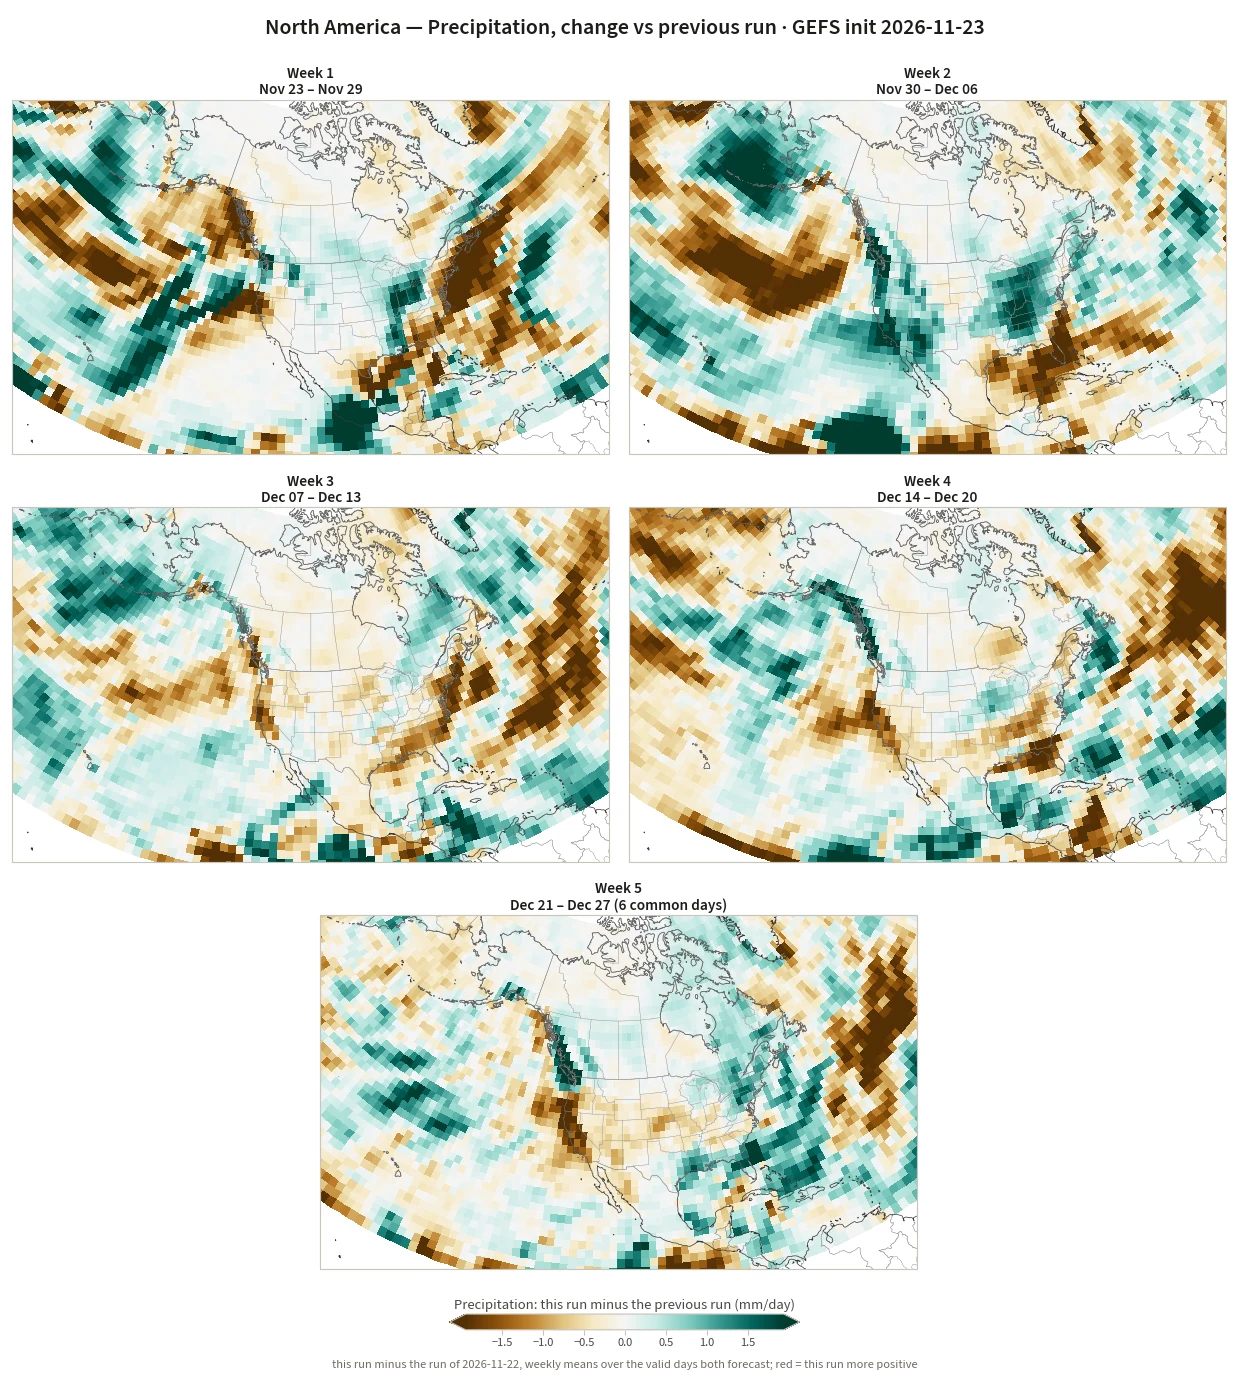 North America — Precipitation, change vs previous run · GEFS init 2026-11-23
Week 1
Nov 23 – Nov 29
Week 2
Nov 30 – Dec 06
Week 3
Dec 07 – Dec 13
Week 4
Dec 14 – Dec 20
Week 5
Dec 21 – Dec 27 (6 common days)
Precipitation: this run minus the previous run (mm/day)
−1.5 −1.0 −0.5 0.0 0.5 1.0 1.5
this run minus the run of 2026-11-22, weekly means over the valid days both forecast; red = this run more positive